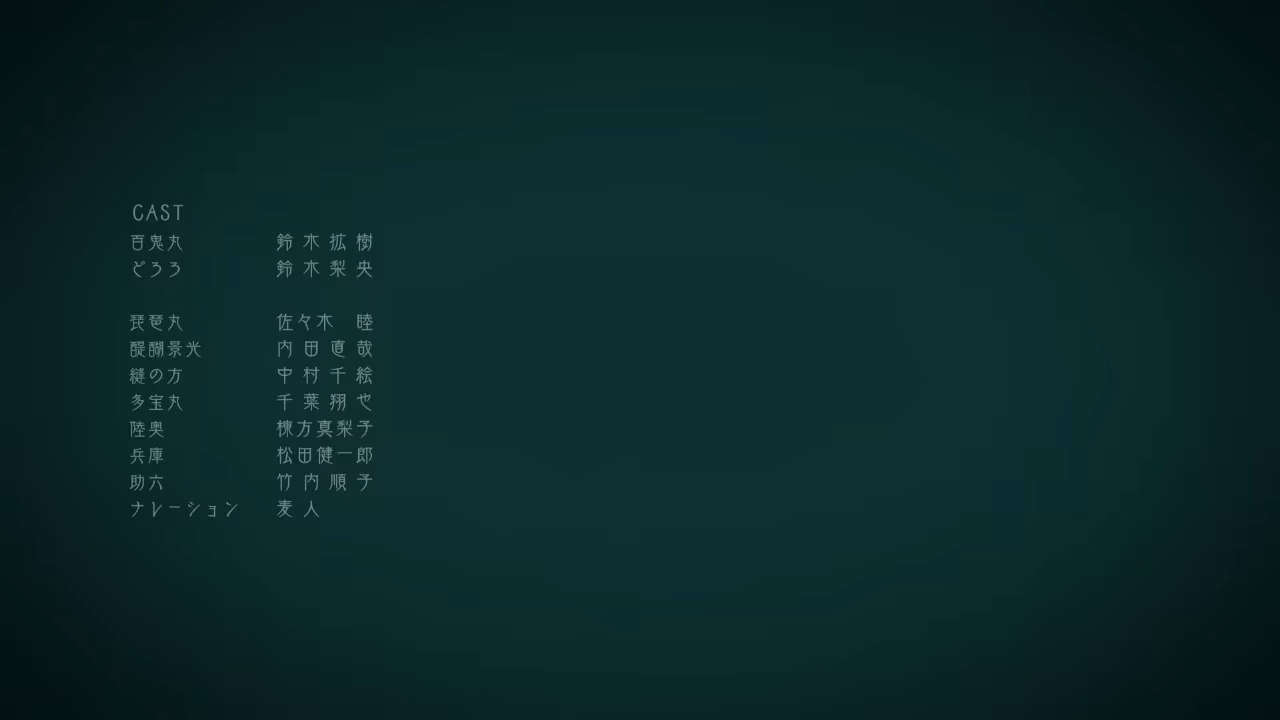 CAST
百鬼丸 鈴木拡樹
どろろ 鈴木梨央
琵琶丸 佐々木 睦
醍醐景光 内田直哉
縫の方 中村千絵
多宝丸 千葉翔也
陸奥 棟方真梨子
兵庫 松田健一郎
助六 竹内順子
ナレーション 麦人